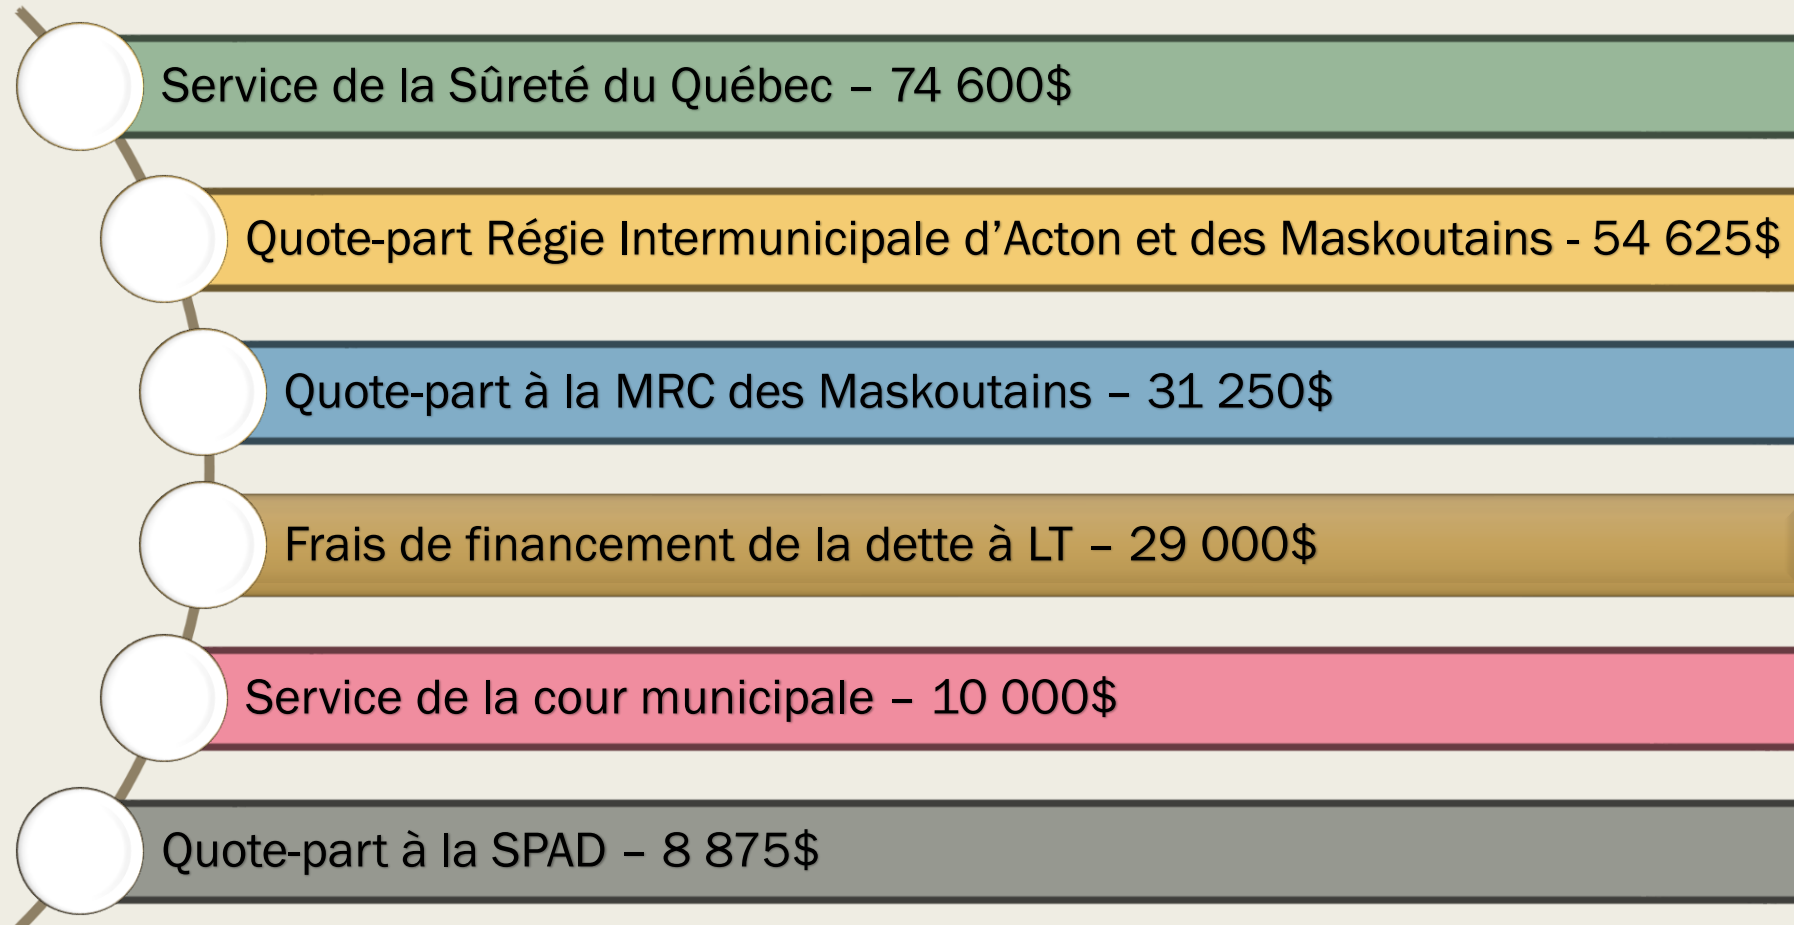 Service de la Sûreté du Québec – 74 600$
Quote-part Régie Intermunicipale d’Acton et des Maskoutains - 54 625$
Quote-part à la MRC des Maskoutains – 31 250$
Frais de financement de la dette à LT – 29 000$
Service de la cour municipale – 10 000$
Quote-part à la SPAD – 8 875$